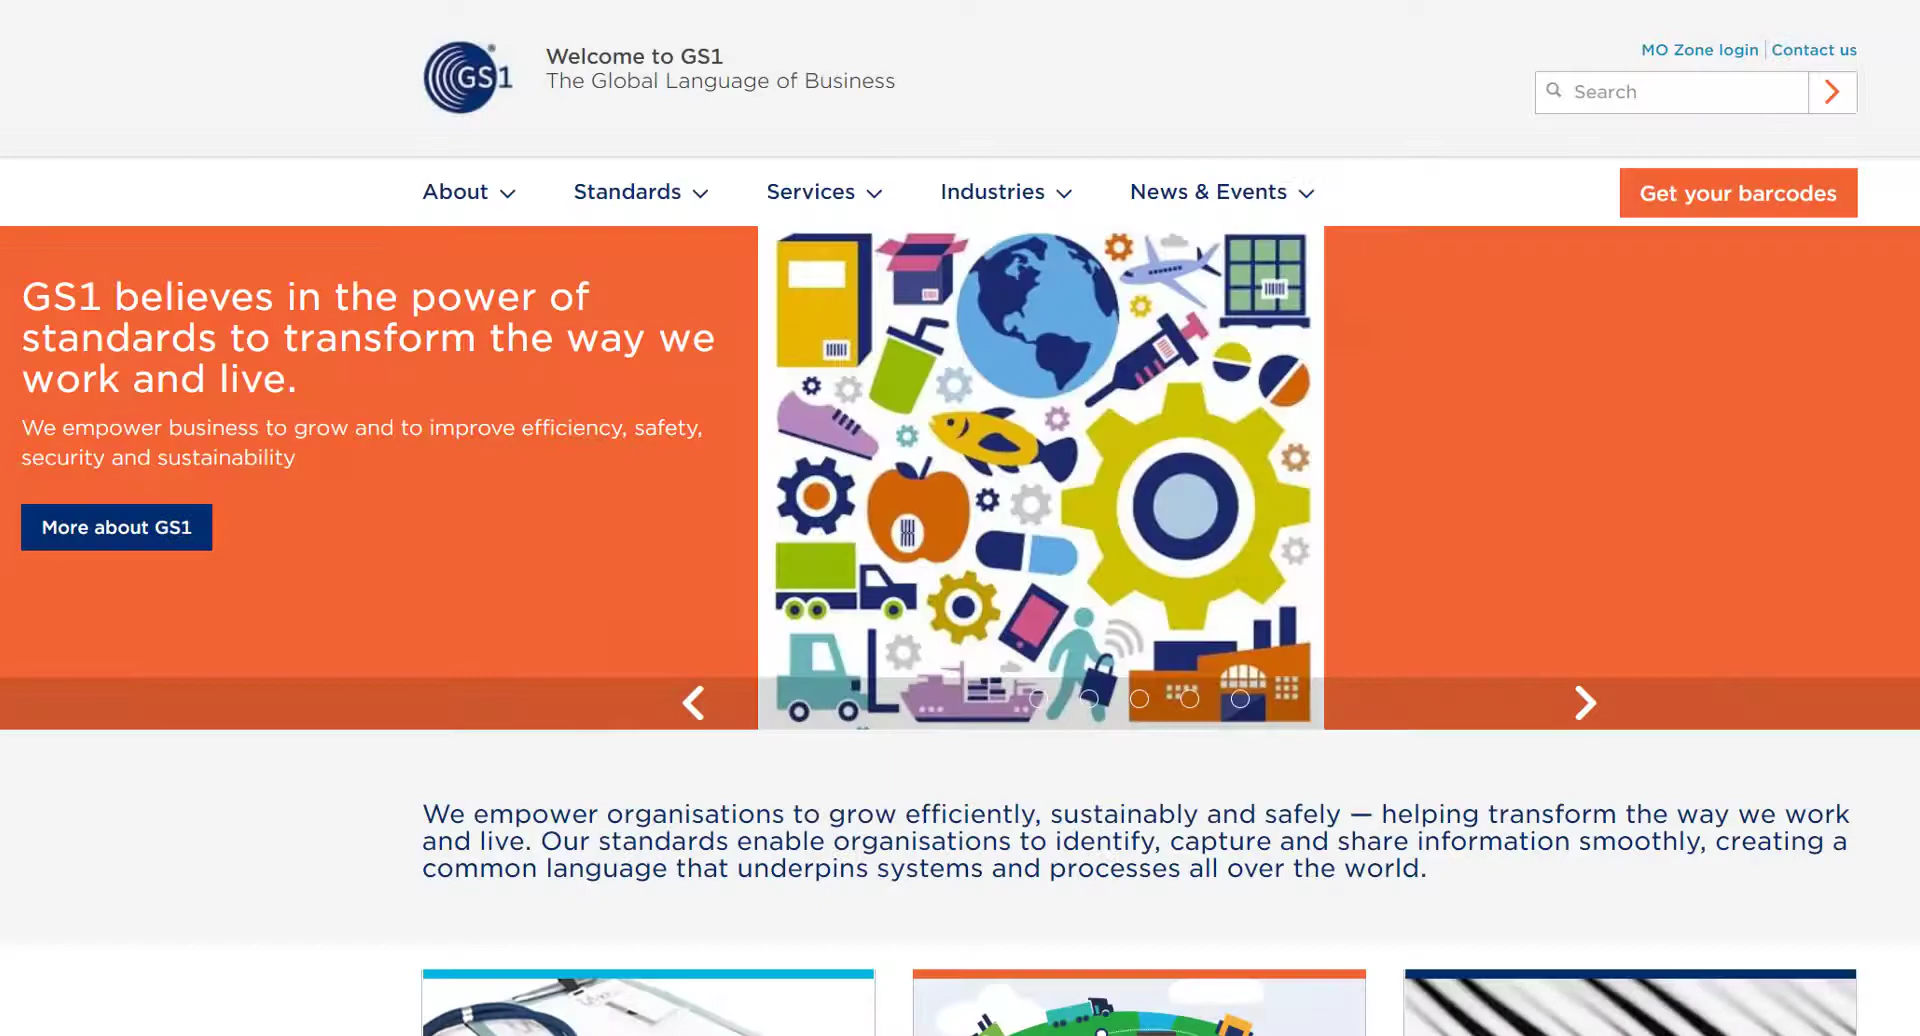 GS1
Welcome to GS1
The Global Language of Business
MO Zone login
Contact us
Search
About
Standards
Services
Industries
News & Events
Get your barcodes
GS1 believes in the power of
standards to transform the way we
work and live.
We empower business to grow and to improve efficiency, safety,
security and sustainability
More about GS1
We empower organisations to grow efficiently, sustainably and safely — helping transform the way we work
and live. Our standards enable organisations to identify, capture and share information smoothly, creating a
common language that underpins systems and processes all over the world.